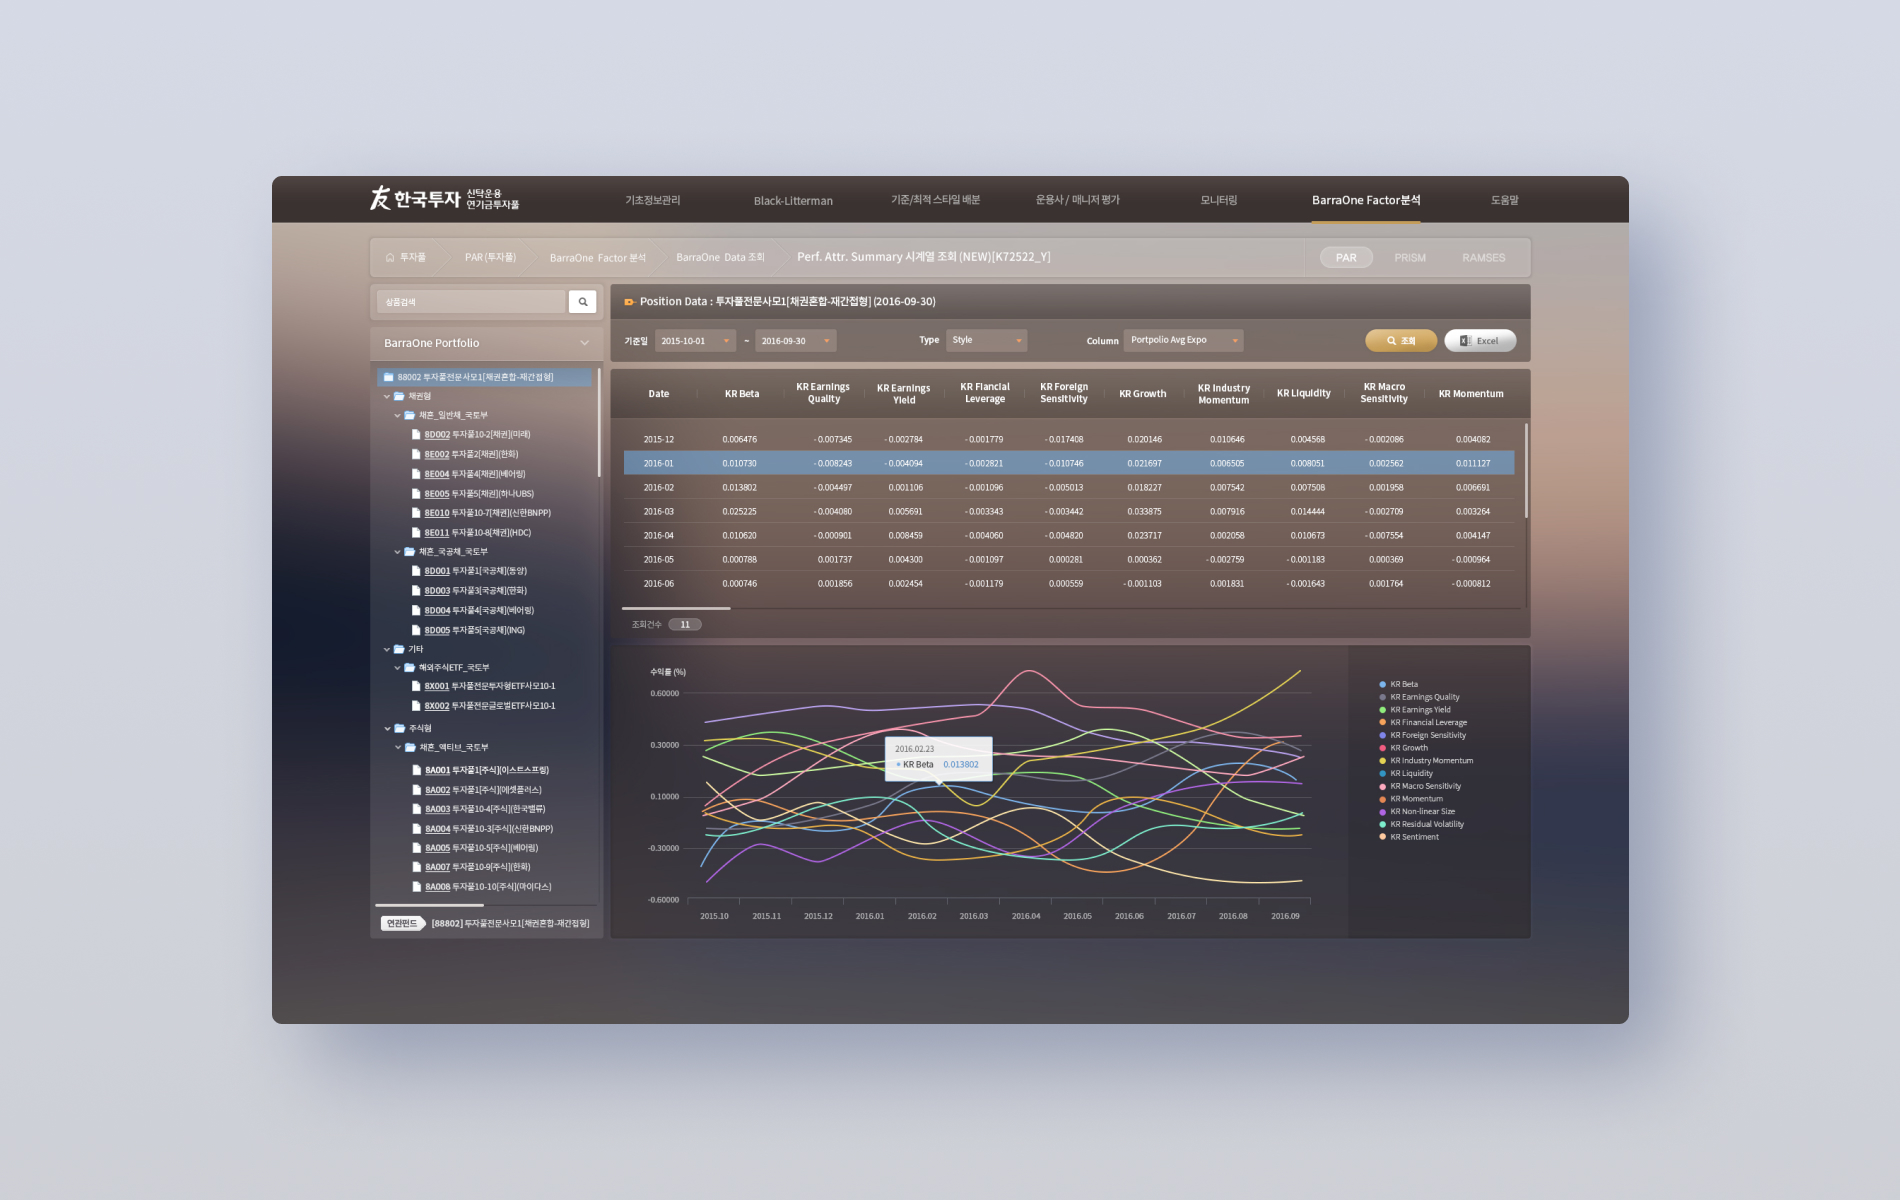 友 한국투자 신탁운용
연기금투자풀
기초정보관리 Black-Litterman 기준/최적 스타일 배분 운용사 / 매니저 평가 모니터링 BarraOne Factor분석 도움말
투자풀 PAR (투자풀) BarraOne Factor 분석 BarraOne Data 조회 Perf. Attr. Summary 시계열 조회 (NEW)[K72522_Y] PAR PRISM RAMSES
상품검색
BarraOne Portfolio
88002 투자풀전문사모1[채권혼합-재간접형]
채권형
채혼_일반채_국토부
8D002 투자풀10-2[채권](미래)
8E002 투자풀2[채권](한화)
8E004 투자풀4[채권](베어링)
8E005 투자풀5[채권](하나UBS)
8E010 투자풀10-7[채권](신한BNPP)
8E011 투자풀10-8[채권](HDC)
채혼_국공채_국토부
8D001 투자풀1[국공채](동양)
8D003 투자풀3[국공채](한화)
8D004 투자풀4[국공채](베어링)
8D005 투자풀5[국공채](ING)
기타
해외주식ETF_국토부
8X001 투자풀전문투자형ETF사모10-1
8X002 투자풀전문글로벌ETF사모10-1
주식형
채혼_액티브_국토부
8A001 투자풀1[주식](이스트스프링)
8A002 투자풀1[주식](에셋플러스)
8A003 투자풀10-4[주식](한국밸류)
8A004 투자풀10-3[주식](신한BNPP)
8A005 투자풀10-5[주식](베어링)
8A007 투자풀10-9[주식](한화)
8A008 투자풀10-10[주식](마이다스)
연관펀드 [88802] 투자풀전문사모1[채권혼합-재간접형]
Position Data : 투자풀전문사모1[채권혼합-재간접형] (2016-09-30)
기준일 2015-10-01 ~ 2016-09-30 Type Style Column Portpolio Avg Expo 조회 Excel
Date KR Beta KR Earnings Quality KR Earnings Yield KR Fiancial Leverage KR Foreign Sensitivity KR Growth KR Industry Momentum KR Liquidity KR Macro Sensitivity KR Momentum
2015-12 0.006476 - 0.007345 - 0.002784 - 0.001779 - 0.017408 0.020146 0.010646 0.004568 - 0.002086 0.004082
2016-01 0.010730 - 0.008243 - 0.004094 - 0.002821 - 0.010746 0.021697 0.006505 0.008051 0.002562 0.011127
2016-02 0.013802 - 0.004497 0.001106 - 0.001096 - 0.005013 0.018227 0.007542 0.007508 0.001958 0.006691
2016-03 0.025225 - 0.004080 0.005691 - 0.003343 - 0.003442 0.033875 0.007916 0.014444 - 0.002709 0.003264
2016-04 0.010620 - 0.000901 0.008459 - 0.004060 - 0.004820 0.023717 0.002058 0.010673 - 0.007554 0.004147
2016-05 0.000788 0.001737 0.004300 - 0.001097 0.000281 0.000362 - 0.002759 - 0.001183 0.000369 - 0.000964
2016-06 0.000746 0.001856 0.002454 - 0.001179 0.000559 - 0.001103 0.001831 - 0.001643 0.001764 - 0.000812
조회건수 11
수익률 (%)
0.60000
0.30000
0.10000
-0.30000
-0.60000
2015.10 2015.11 2015.12 2016.01 2016.02 2016.03 2016.04 2016.05 2016.06 2016.07 2016.08 2016.09
2016.02.23
KR Beta 0.013802
KR Beta
KR Earnings Quality
KR Earnings Yield
KR Financial Leverage
KR Foreign Sensitivity
KR Growth
KR Industry Momentum
KR Liquidity
KR Macro Sensitivity
KR Momentum
KR Non-linear Size
KR Residual Volatility
KR Sentiment